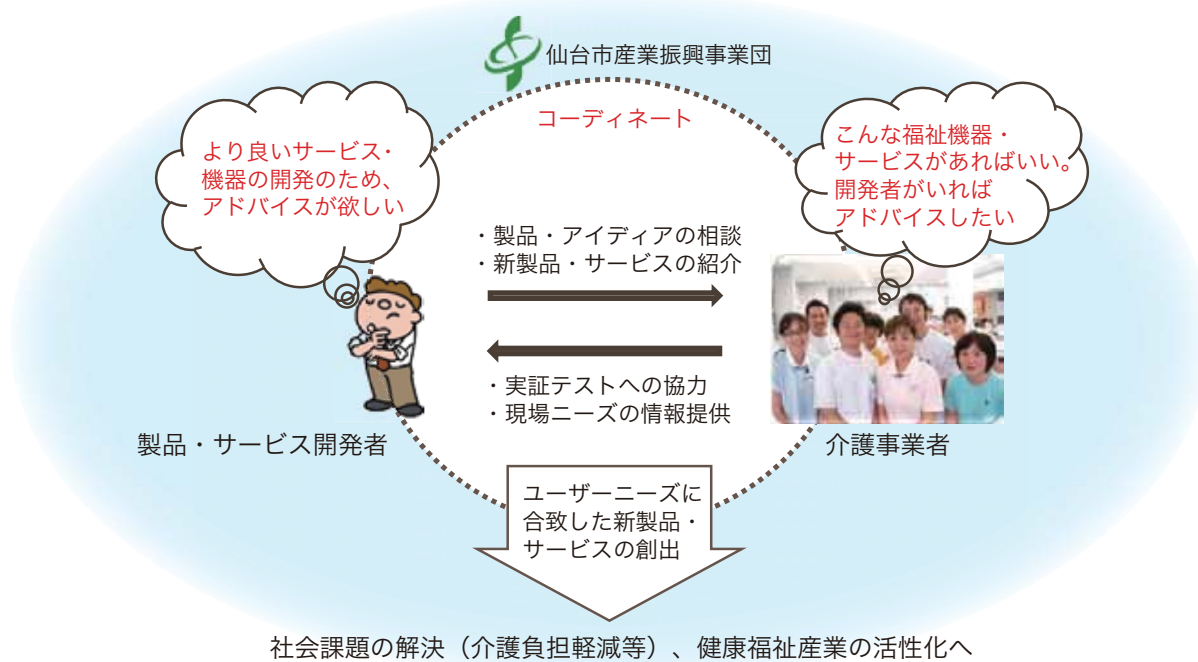 仙台市産業振興事業団
コーディネート
より良いサービス・
機器の開発のため、
アドバイスが欲しい
こんな福祉機器・
サービスがあればいい。
開発者がいれば
アドバイスしたい
・製品・アイディアの相談
・新製品・サービスの紹介
・実証テストへの協力
・現場ニーズの情報提供
製品・サービス開発者
介護事業者
ユーザーニーズに
合致した新製品・
サービスの創出
社会課題の解決（介護負担軽減等）、健康福祉産業の活性化へ